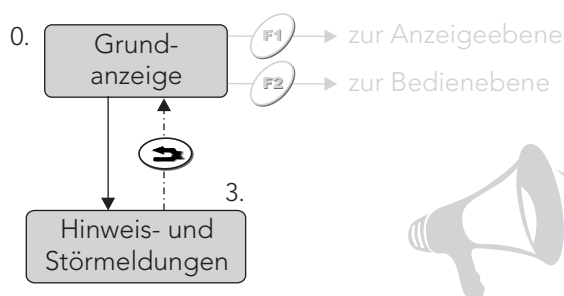 0.
Grund-
anzeige
F1 zur Anzeigeebene
F2 zur Bedienebene
3.
Hinweis- und
Störmeldungen